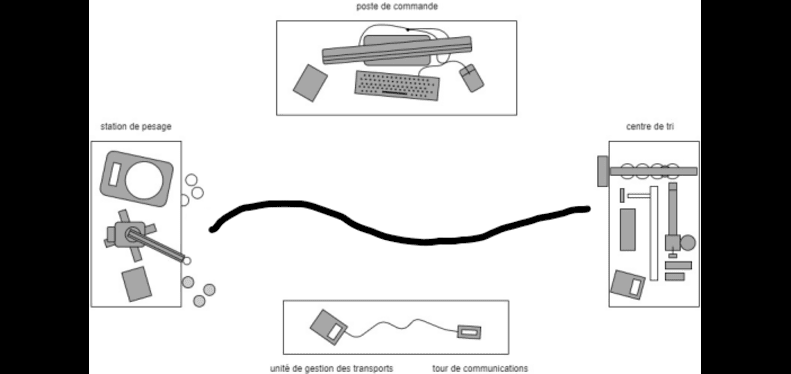 poste de commande
station de pesage
centre de tri
unité de gestion des transports
tour de communications